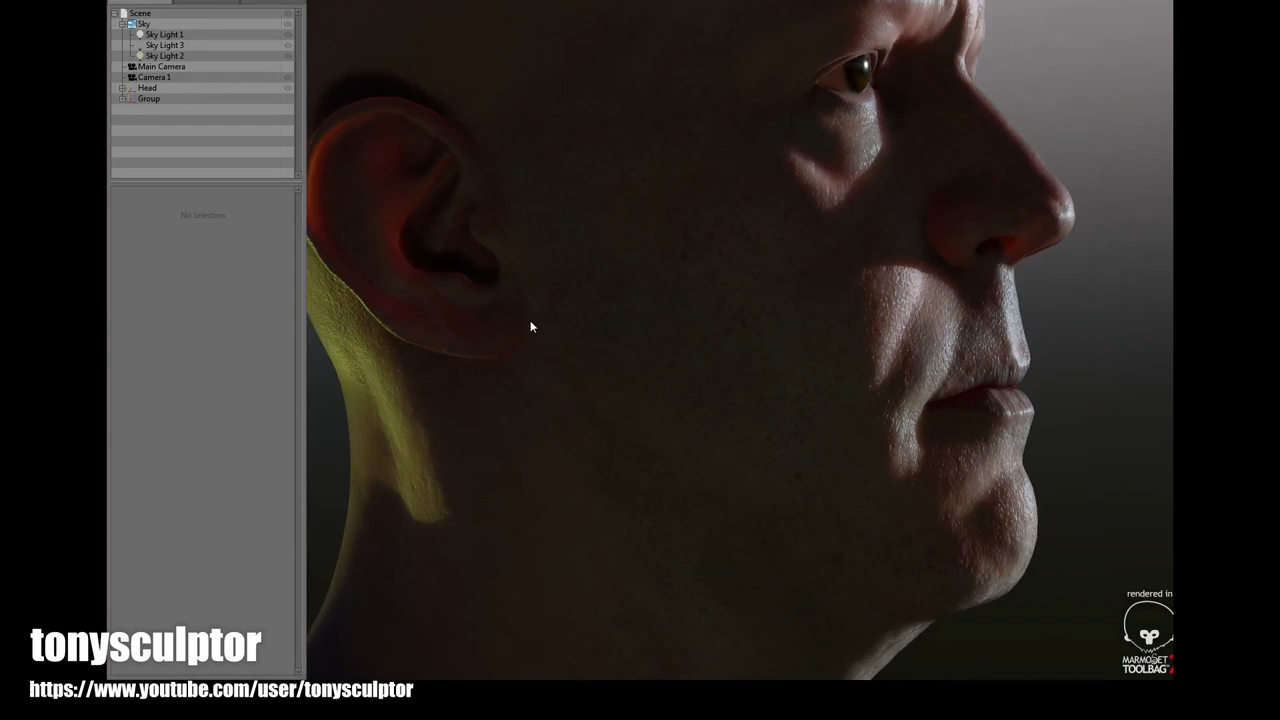 Scene
Sky
Sky Light 1
Sky Light 3
Sky Light 2
Main Camera
Camera 1
Head
Group
No Selection
rendered in
MARMOSET
TOOLBAG
tonysculptor
https://www.youtube.com/user/tonysculptor